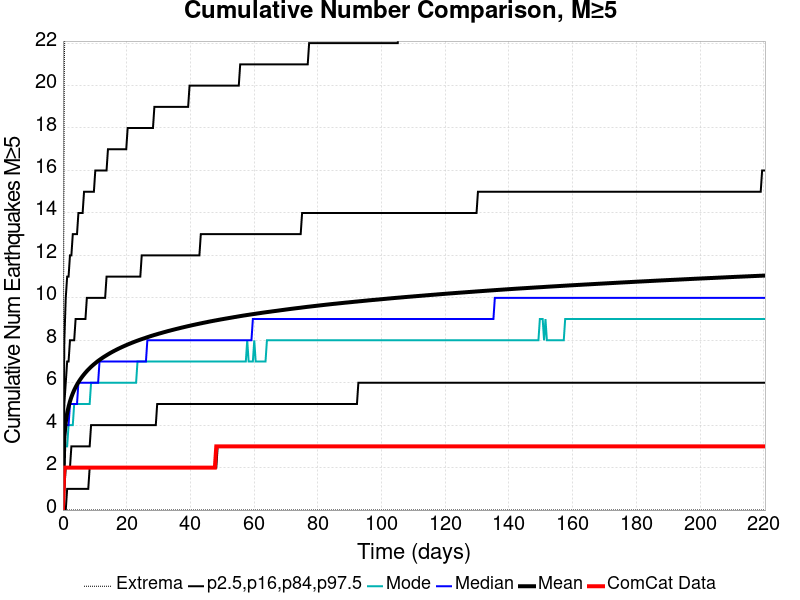 Cumulative Number Comparison, M≥5
Cumulative Num Earthquakes M≥5
22
20
18
16
14
12
10
8
6
4
2
0
0 20 40 60 80 100 120 140 160 180 200 220
Time (days)
Extrema p2.5,p16,p84,p97.5 Mode Median Mean ComCat Data